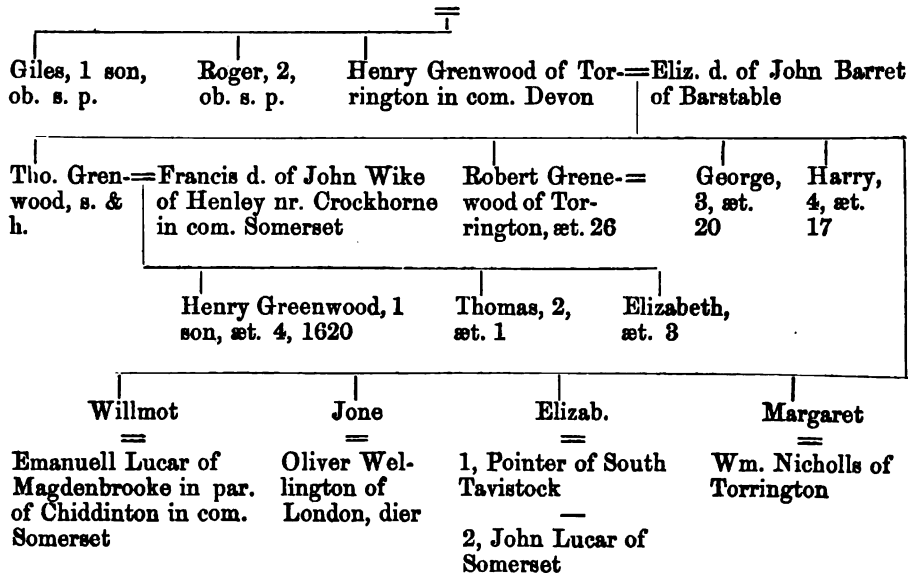 Giles, 1 son,
ob. s. p.
Roger, 2,
ob. s. p.
Henry Grenwood of Tor-
rington in com. Devon
=Eliz. d. of John Barret
of Barstable
Tho. Gren-
wood, s. &
h.
=Francis d. of John Wike
of Henley nr. Crockhorne
in com. Somerset
Robert Grene-=
wood of Tor-
rington, æt. 26
George,
3, æt.
20
Harry,
4, æt.
17
Henry Greenwood, 1
son, æt. 4, 1620
Thomas, 2,
æt. 1
Elizabeth,
æt. 3
Willmot
=
Emanuell Lucar of
Magdenbrooke in par.
of Chiddinton in com.
Somerset
Jone
=
Oliver Wel-
lington of
London, dier
Elizab.
=
1, Pointer of South
Tavistock
—
2, John Lucar of
Somerset
Margaret
=
Wm. Nicholls of
Torrington